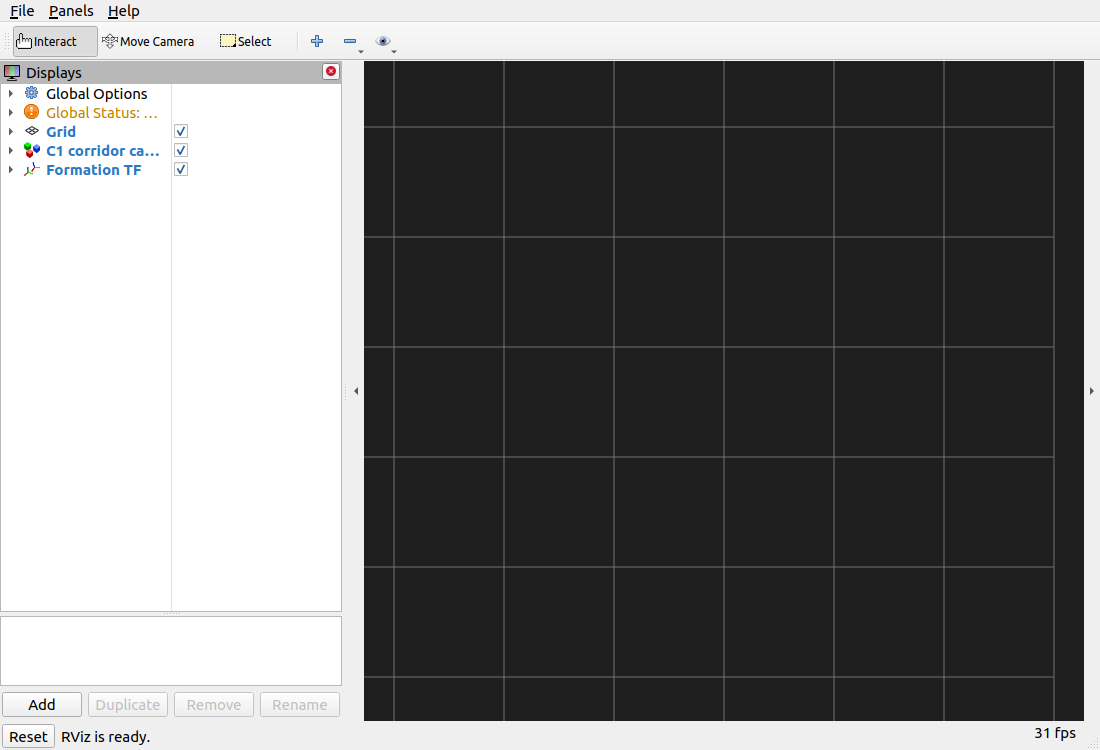 File Panels Help
Interact Move Camera Select
Displays
Global Options
Global Status: ...
Grid
C1 corridor ca...
Formation TF
Add Duplicate Remove Rename
Reset RViz is ready. 31 fps